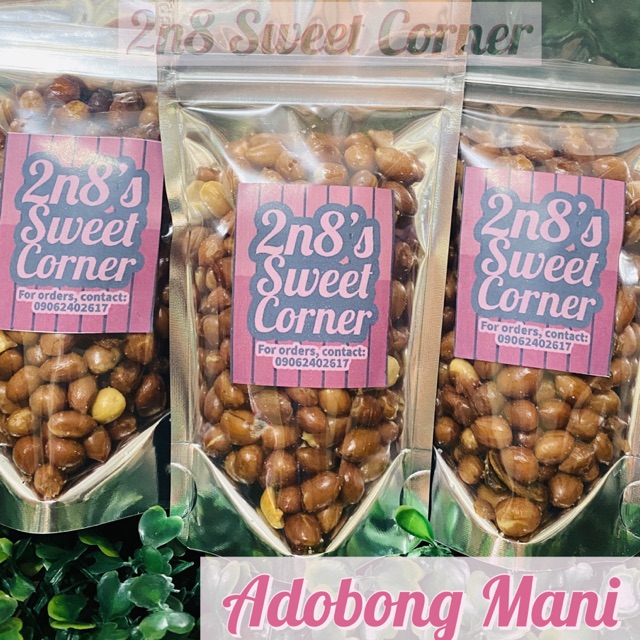 2n8 Sweet Corner
2n8's
Sweet
Corner
For orders, contact:
09062402617
2n8's
Sweet
Corner
For orders, contact:
09062402617
2n8's
Sweet
Corner
For orders, contact:
09062402617
Adobong Mani